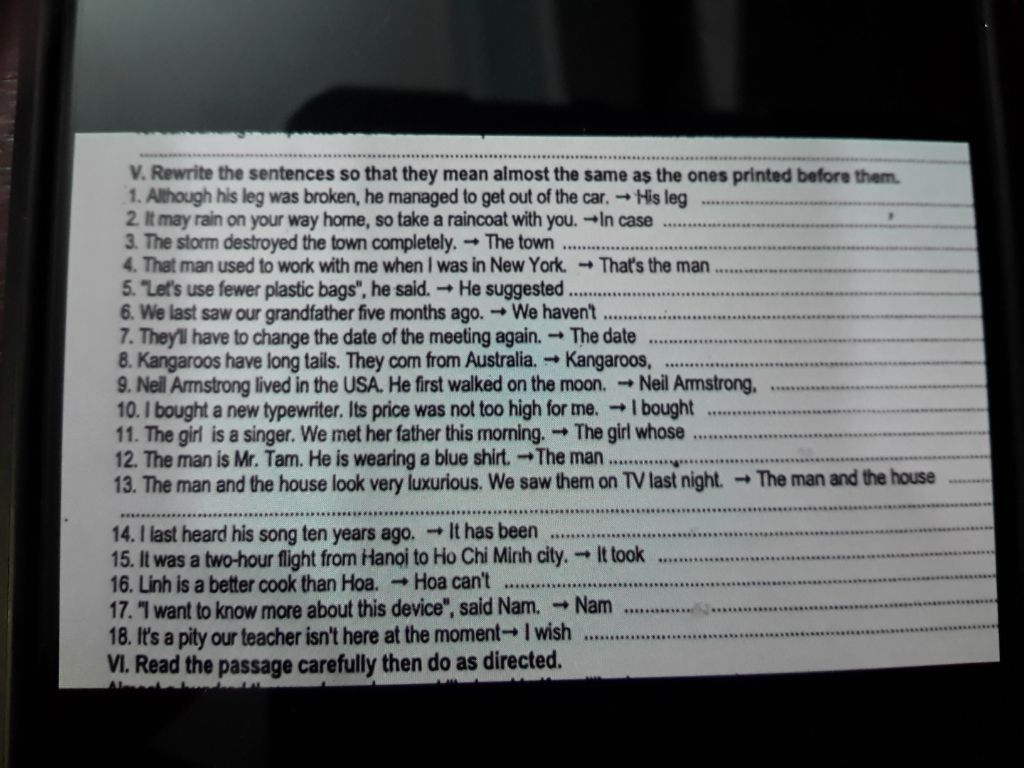 V. Rewrite the sentences so that they mean almost the same as the ones printed before them.
1. Although his leg was broken, he managed to get out of the car. → His leg ..............................
2. It may rain on your way home, so take a raincoat with you. →In case ..............................
3. The storm destroyed the town completely. → The town ..............................
4. That man used to work with me when I was in New York. → That's the man ..............................
5. "Let's use fewer plastic bags", he said. → He suggested ..............................
6. We last saw our grandfather five months ago. → We haven't ..............................
7. They'll have to change the date of the meeting again. → The date ..............................
8. Kangaroos have long tails. They com from Australia. → Kangaroos, ..............................
9. Neil Armstrong lived in the USA. He first walked on the moon. → Neil Armstrong, ..............................
10. I bought a new typewriter. Its price was not too high for me. → I bought ..............................
11. The girl is a singer. We met her father this morning. → The girl whose ..............................
12. The man is Mr. Tam. He is wearing a blue shirt. →The man ..............................
13. The man and the house look very luxurious. We saw them on TV last night. → The man and the house ..........
..............................
14. I last heard his song ten years ago. → It has been ..............................
15. It was a two-hour flight from Hanoi to Ho Chi Minh city. → It took ..............................
16. Linh is a better cook than Hoa. → Hoa can't ..............................
17. "I want to know more about this device", said Nam. → Nam ..............................
18. It's a pity our teacher isn't here at the moment→ I wish ..............................
VI. Read the passage carefully then do as directed.